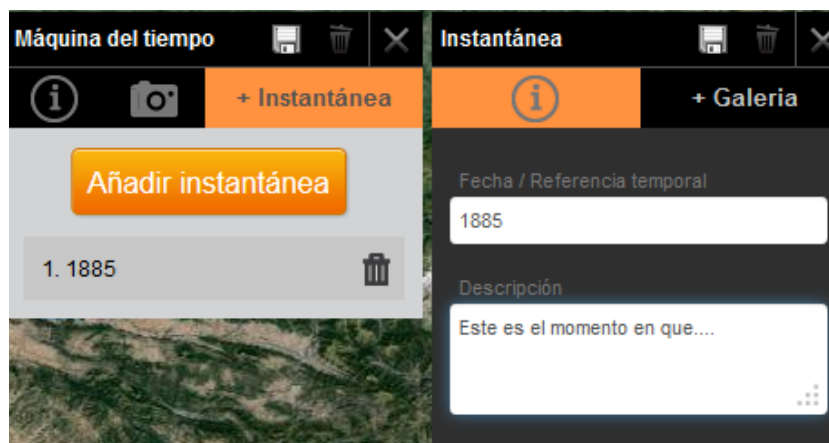 Máquina del tiempo
+ Instantánea
Añadir instantánea
1. 1885
Instantánea
+ Galeria
Fecha / Referencia temporal
1885
Descripción
Este es el momento en que....